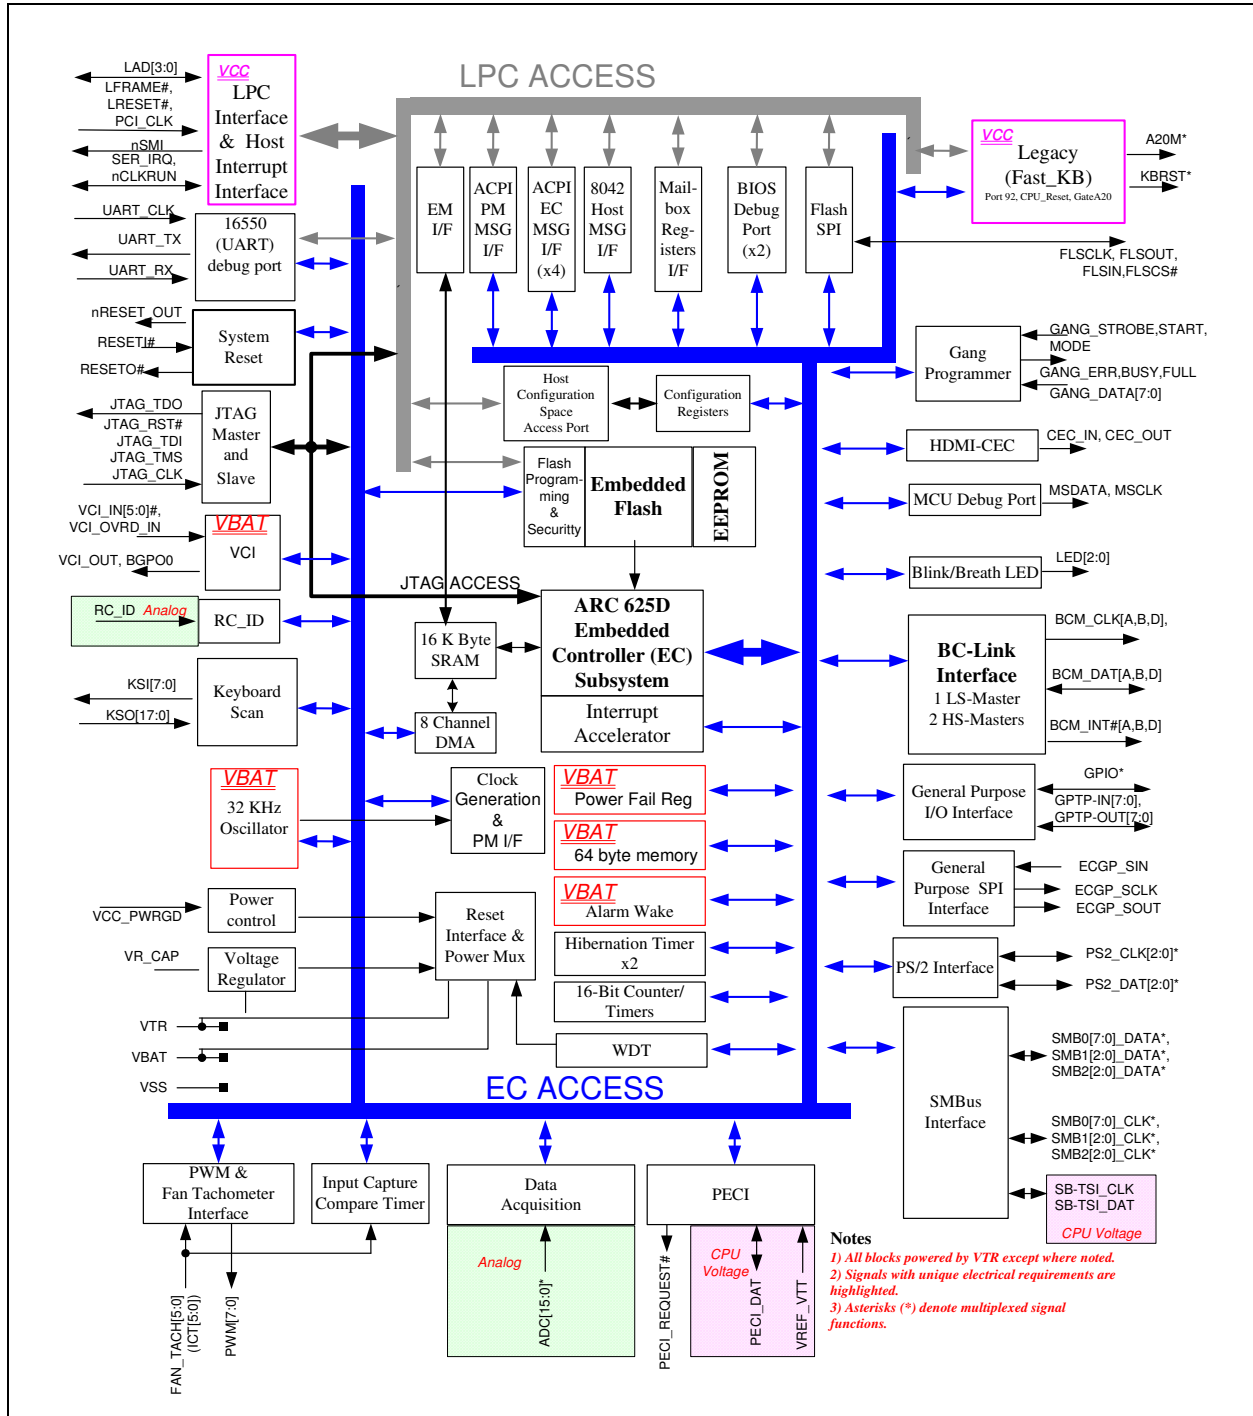 LPC ACCESS
LAD[3:0]
LFRAME#,
LRESET#,
PCI_CLK
nSMI
SER_IRQ,
nCLKRUN
VCC
LPC
Interface
& Host
Interrupt
Interface
UART_CLK
UART_TX
UART_RX
16550
(UART)
debug port
nRESET_OUT
RESETI#
RESETO#
System
Reset
JTAG_TDO
JTAG_RST#
JTAG_TDI
JTAG_TMS
JTAG_CLK
JTAG
Master
and
Slave
VCI_IN[5:0]#,
VCI_OVRD_IN
VCI_OUT, BGPO0
VBAT
VCI
RC_ID Analog
RC_ID
KSI[7:0]
KSO[17:0]
Keyboard
Scan
VBAT
32 KHz
Oscillator
VCC_PWRGD
Power
control
VR_CAP
Voltage
Regulator
VTR
VBAT
VSS
EM
I/F
ACPI
PM
MSG
I/F
ACPI
EC
MSG
I/F
(x4)
8042
Host
MSG
I/F
Mail-
box
Reg-
isters
I/F
BIOS
Debug
Port
(x2)
Flash
SPI
VCC
Legacy
(Fast_KB)
Port 92, CPU_Reset, GateA20
A20M*
KBRST*
FLSCLK, FLSOUT,
FLSIN,FLSCS#
Host
Configuration
Space
Access Port
Configuration
Registers
Flash
Program-
ming
&
Security
Embedded
Flash
EEPROM
JTAG ACCESS
16 K Byte
SRAM
8 Channel
DMA
ARC 625D
Embedded
Controller (EC)
Subsystem
Interrupt
Accelerator
Clock
Generation
&
PM I/F
VBAT
Power Fail Reg
VBAT
64 byte memory
VBAT
Alarm Wake
Reset
Interface &
Power Mux
Hibernation Timer
x2
16-Bit Counter/
Timers
WDT
Gang
Programmer
GANG_STROBE,START,
MODE
GANG_ERR,BUSY,FULL
GANG_DATA[7:0]
HDMI-CEC
CEC_IN, CEC_OUT
MCU Debug Port
MSDATA, MSCLK
Blink/Breath LED
LED[2:0]
BC-Link
Interface
1 LS-Master
2 HS-Masters
BCM_CLK[A,B,D],
BCM_DAT[A,B,D]
BCM_INT#[A,B,D]
General Purpose
I/O Interface
GPIO*
GPTP-IN[7:0],
GPTP-OUT[7:0]
General
Purpose SPI
Interface
ECGP_SIN
ECGP_SCLK
ECGP_SOUT
PS/2 Interface
PS2_CLK[2:0]*
PS2_DAT[2:0]*
SMBus
Interface
SMB0[7:0]_DATA*,
SMB1[2:0]_DATA*,
SMB2[2:0]_DATA*
SMB0[7:0]_CLK*,
SMB1[2:0]_CLK*,
SMB2[2:0]_CLK*
SB-TSI_CLK
SB-TSI_DAT
CPU Voltage
EC ACCESS
PWM &
Fan Tachometer
Interface
FAN_TACH[5:0]
(ICT[5:0])
PWM[7:0]
Input Capture
Compare Timer
Data
Acquisition
Analog
ADC[15:0]*
PECI
PECI_REQUEST#
CPU
Voltage
PECI_DAT
VREF_VTT
Notes
1) All blocks powered by VTR except where noted.
2) Signals with unique electrical requirements are
highlighted.
3) Asterisks (*) denote multiplexed signal
functions.